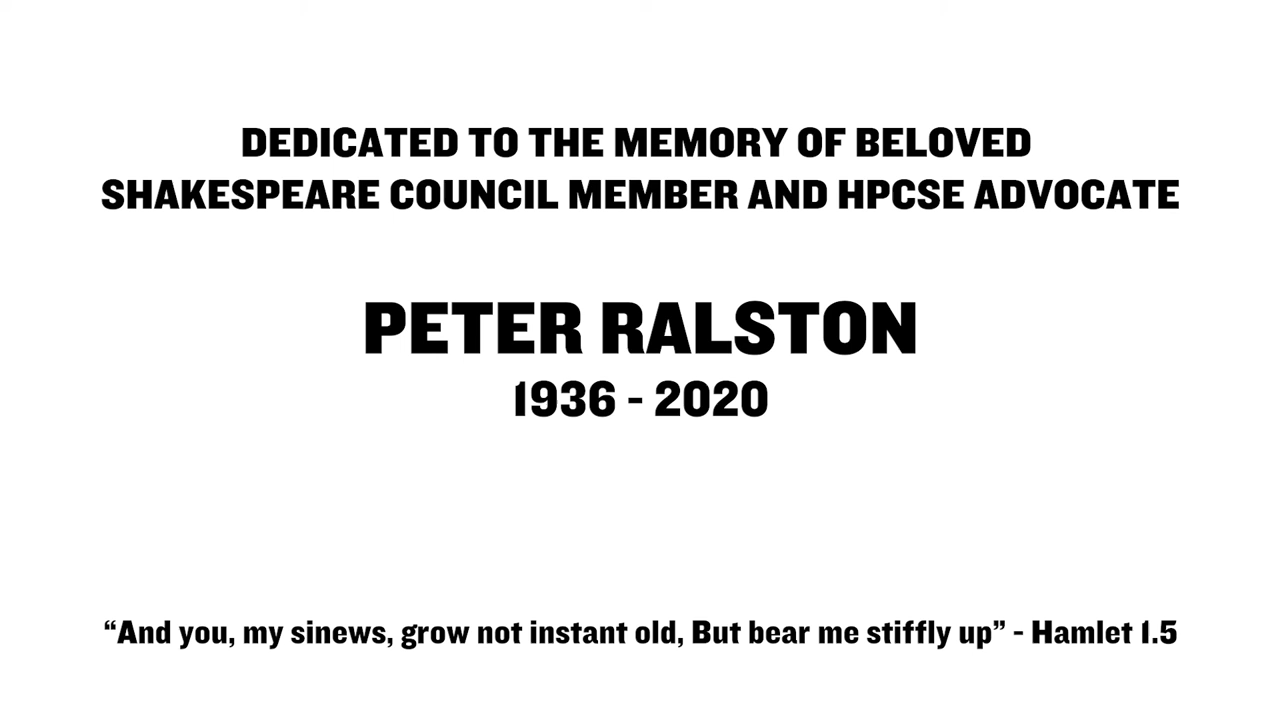 DEDICATED TO THE MEMORY OF BELOVED
SHAKESPEARE COUNCIL MEMBER AND HPCSE ADVOCATE
PETER RALSTON
1936 - 2020
“And you, my sinews, grow not instant old, But bear me stiffly up” - Hamlet 1.5